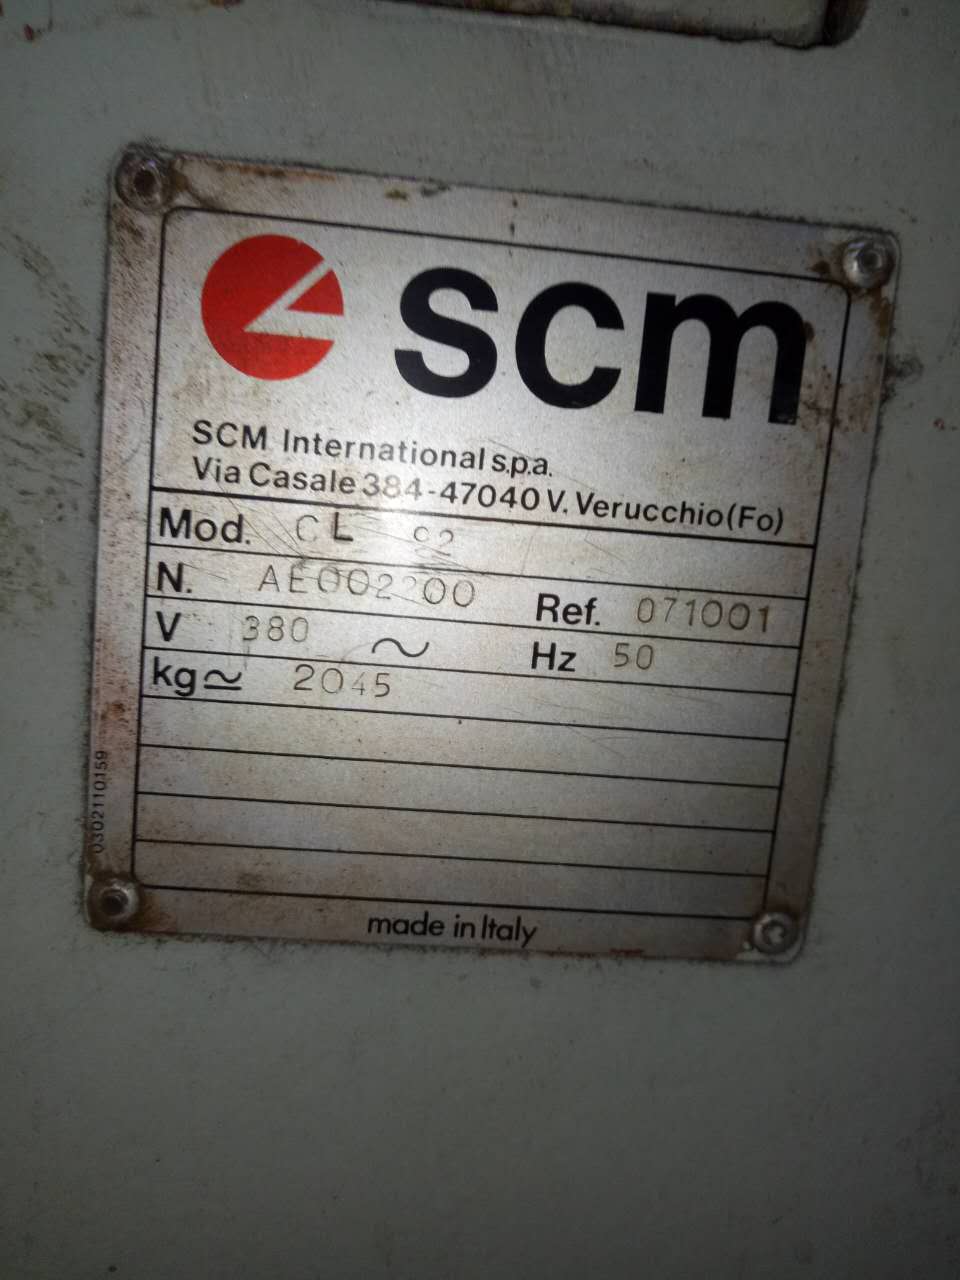 scm
SCM International s.p.a.
Via Casale 384-47040 V. Verucchio (Fo)
Mod. CL
N. Ref. 071001
V 380 ~ Hz 50
kg≃ 2045
0302110159
made in Italy